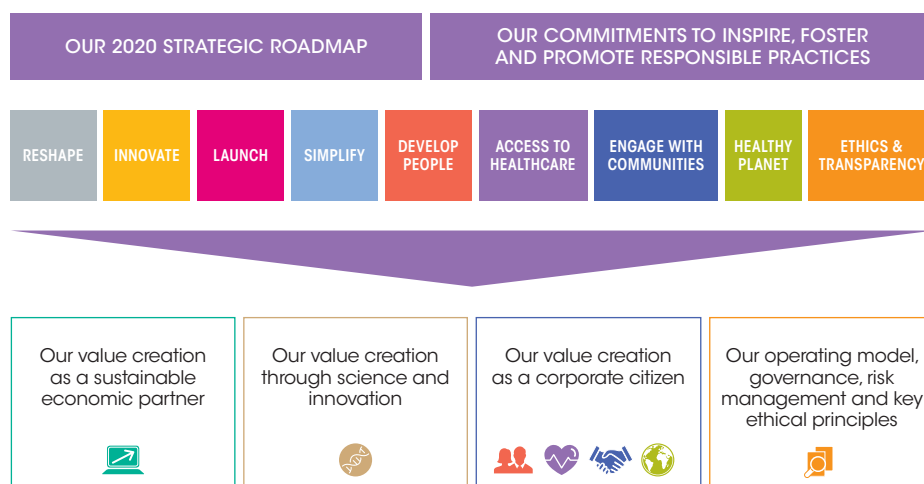 OUR 2020 STRATEGIC ROADMAP
OUR COMMITMENTS TO INSPIRE, FOSTER
AND PROMOTE RESPONSIBLE PRACTICES
RESHAPE
INNOVATE
LAUNCH
SIMPLIFY
DEVELOP
PEOPLE
ACCESS TO
HEALTHCARE
ENGAGE WITH
COMMUNITIES
HEALTHY
PLANET
ETHICS &
TRANSPARENCY
Our value creation
as a sustainable
economic partner
Our value creation
through science and
innovation
Our value creation
as a corporate citizen
Our operating model,
governance, risk
management and key
ethical principles